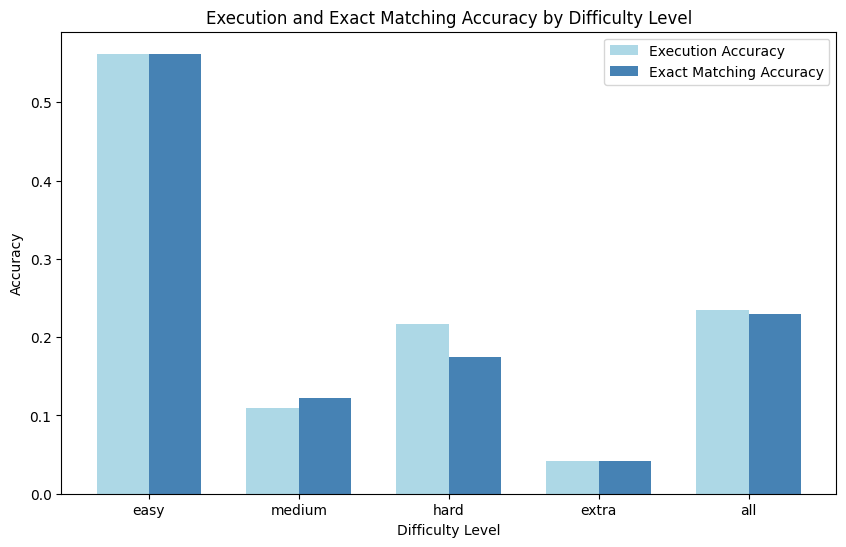 Execution and Exact Matching Accuracy by Difficulty Level
Execution Accuracy
Exact Matching Accuracy
Accuracy
0.5
0.4
0.3
0.2
0.1
0.0
easy medium hard extra all
Difficulty Level